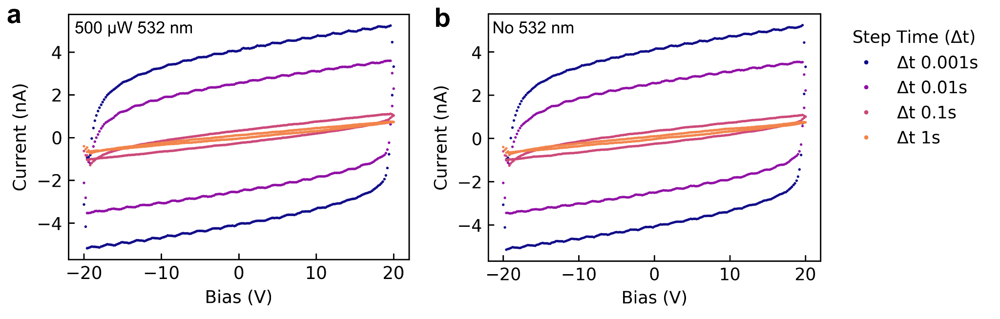 a
500 µW 532 nm
Current (nA)
4
2
0
−2
−4
−20
−10
0
10
20
Bias (V)
b
No 532 nm
Current (nA)
4
2
0
−2
−4
−20
−10
0
10
20
Bias (V)
Step Time (Δt)
Δt 0.001s
Δt 0.01s
Δt 0.1s
Δt 1s